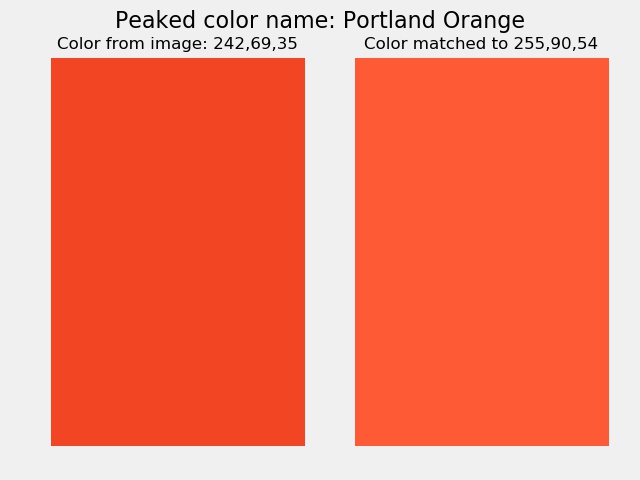 Peaked color name: Portland Orange
Color from image: 242,69,35
Color matched to 255,90,54